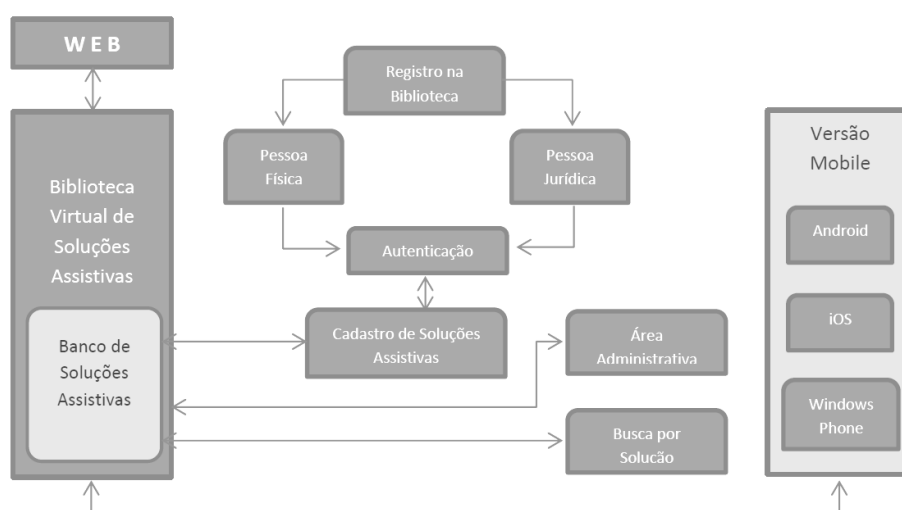 W E B
Biblioteca
Virtual de
Soluções
Assistivas
Banco de
Soluções
Assistivas
Registro na
Biblioteca
Pessoa
Física
Pessoa
Jurídica
Autenticação
Cadastro de Soluções
Assistivas
Área
Administrativa
Busca por
Solucão
Versão
Mobile
Android
iOS
Windows
Phone